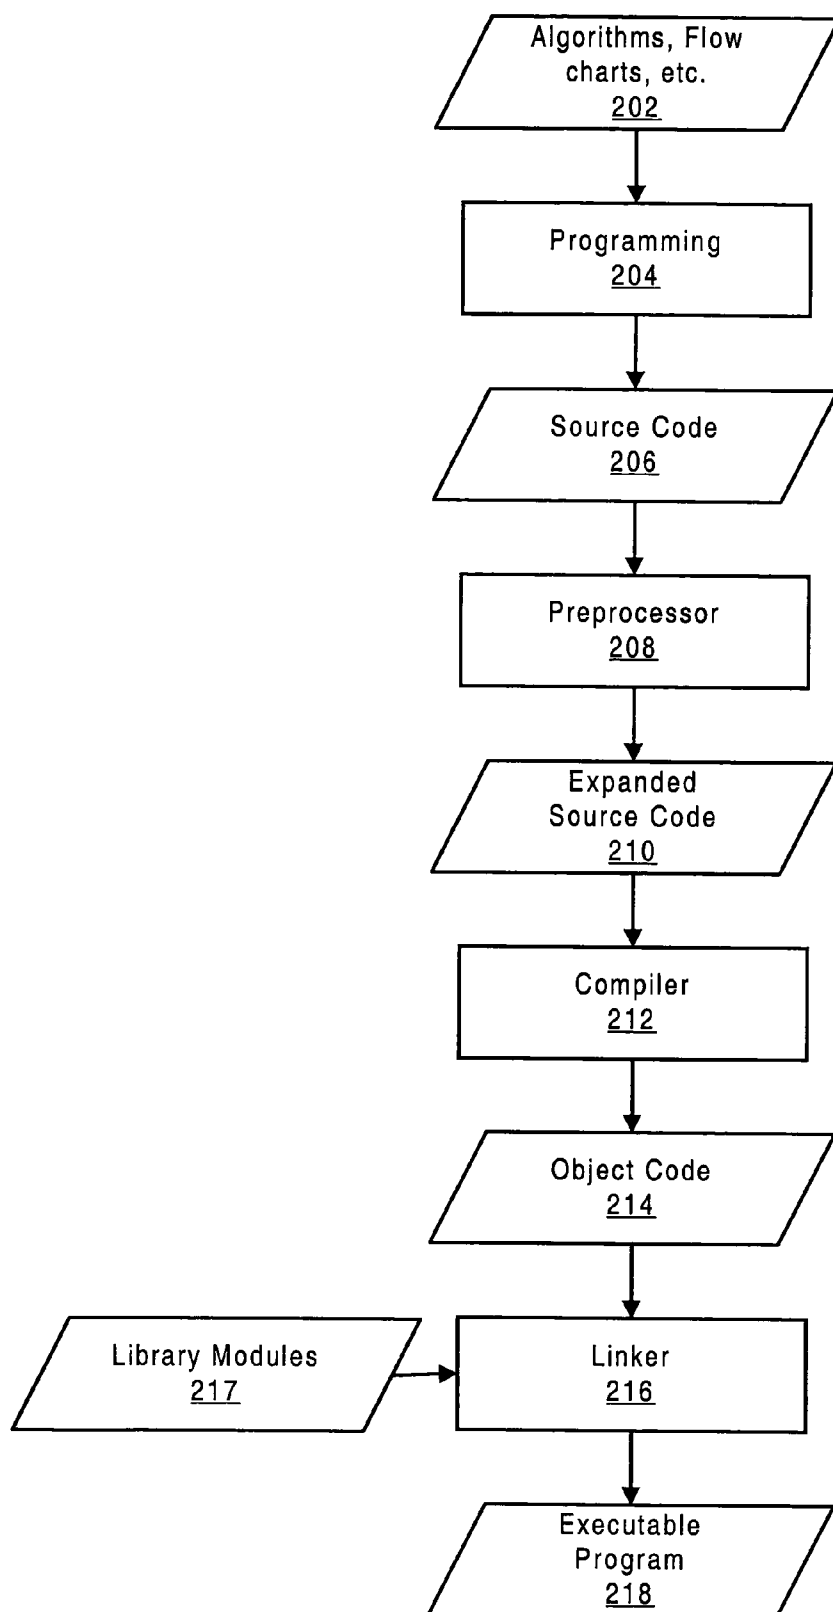 Algorithms, Flow
charts, etc.
202
Programming
204
Source Code
206
Preprocessor
208
Expanded
Source Code
210
Compiler
212
Object Code
214
Library Modules
217
Linker
216
Executable
Program
218